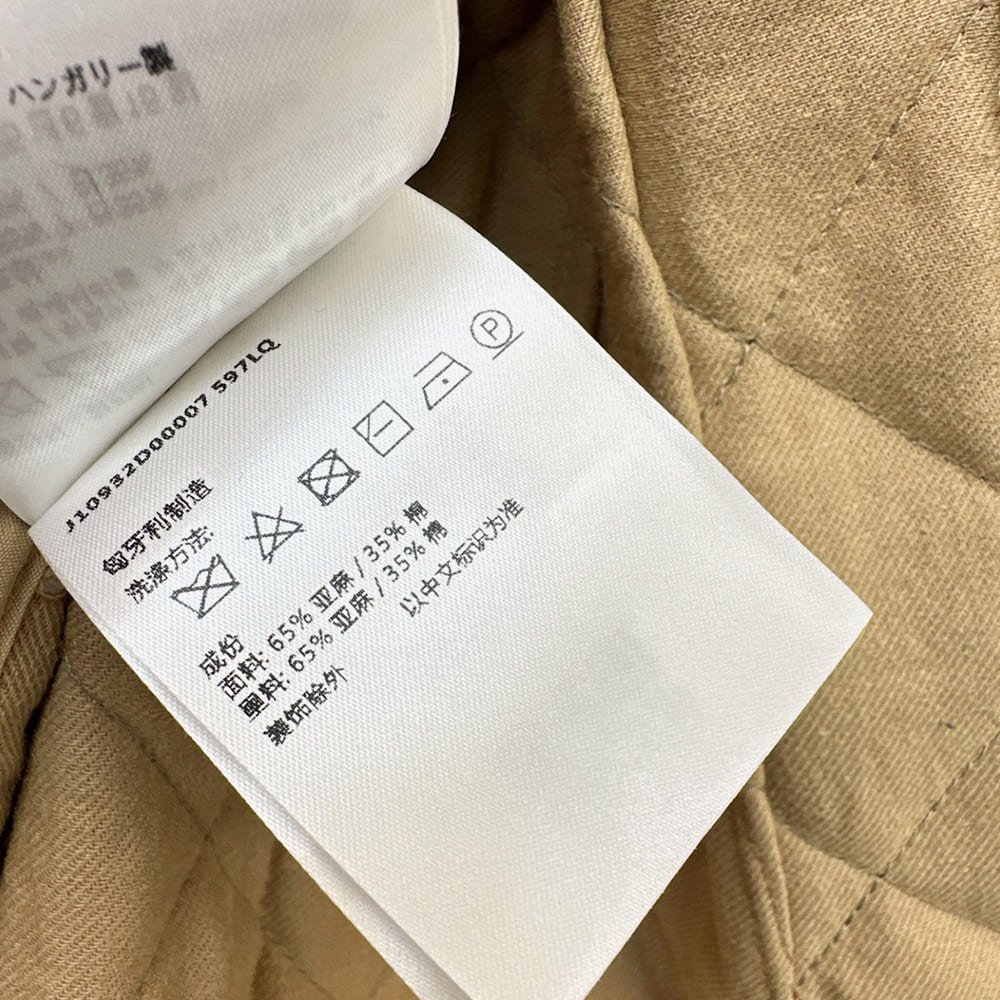 ハンガリー製
J10932D00007 597LQ
匈牙利制造
洗涤方法:
P
成份
面料: 65% 亚麻 / 35% 棉
里料: 65% 亚麻 / 35% 棉
装饰除外
以中文标识为准